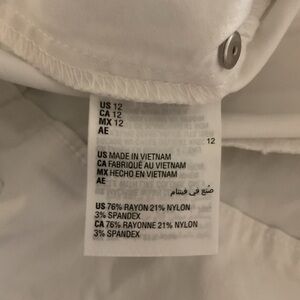 US 12
CA 12
MX 12
AE
12
US MADE IN VIETNAM
CA FABRIQUÉ AU VIETNAM
MX HECHO EN VIETNAM
AE
صنع في فيتنام
US 76% RAYON 21% NYLON
3% SPANDEX
CA 76% RAYONNE 21% NYLON
3% SPANDEX